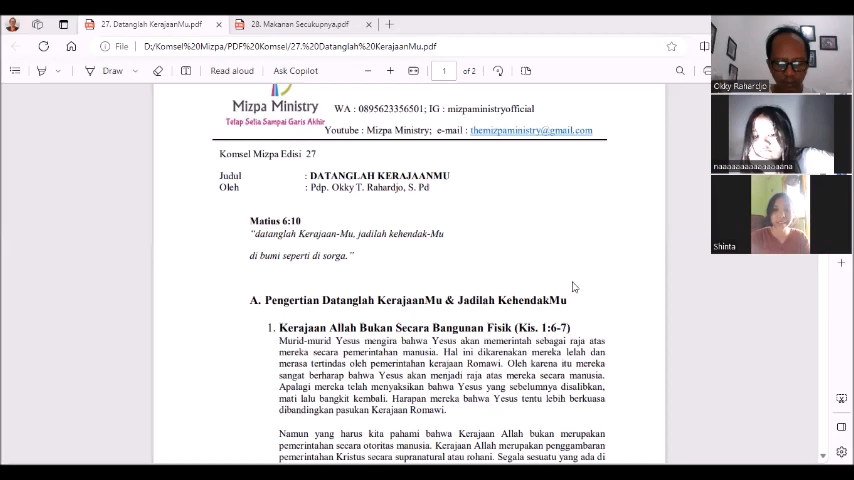 27. Datanglah KerajaanMu.pdf
28. Makanan Secukupnya.pdf
File
D:/Komsel%20Mizpa/PDF%20Komsel/27.%20Datanglah%20KerajaanMu.pdf
Draw
Read aloud
Ask Copilot
1
of 2
Mizpa Ministry
Tetap Setia Sampai Garis Akhir
WA : 0895623356501; IG : mizpaministryofficial
Youtube : Mizpa Ministry; e-mail : themizpaministry@gmail.com
Komsel Mizpa Edisi 27
Judul : DATANGLAH KERAJAANMU
Oleh : Pdp. Okky T. Rahardjo, S. Pd
Matius 6:10
"datanglah Kerajaan-Mu, jadilah kehendak-Mu
di bumi seperti di sorga."
A. Pengertian Datanglah KerajaanMu & Jadilah KehendakMu
1. Kerajaan Allah Bukan Secara Bangunan Fisik (Kis. 1:6-7)
Murid-murid Yesus mengira bahwa Yesus akan memerintah sebagai raja atas
mereka secara pemerintahan manusia. Hal ini dikarenakan mereka lelah dan
merasa tertindas oleh pemerintahan kerajaan Romawi. Oleh karena itu mereka
sangat berharap bahwa Yesus akan menjadi raja atas mereka secara manusia.
Apalagi mereka telah menyaksikan bahwa Yesus yang sebelumnya disalibkan,
mati lalu bangkit kembali. Harapan mereka bahwa Yesus tentu lebih berkuasa
dibandingkan pasukan Kerajaan Romawi.
Namun yang harus kita pahami bahwa Kerajaan Allah bukan merupakan
pemerintahan secara otoritas manusia. Kerajaan Allah merupakan penggambaran
pemerintahan Kristus secara supranatural atau rohani. Segala sesuatu yang ada di
Okky Rahardjo
Shinta